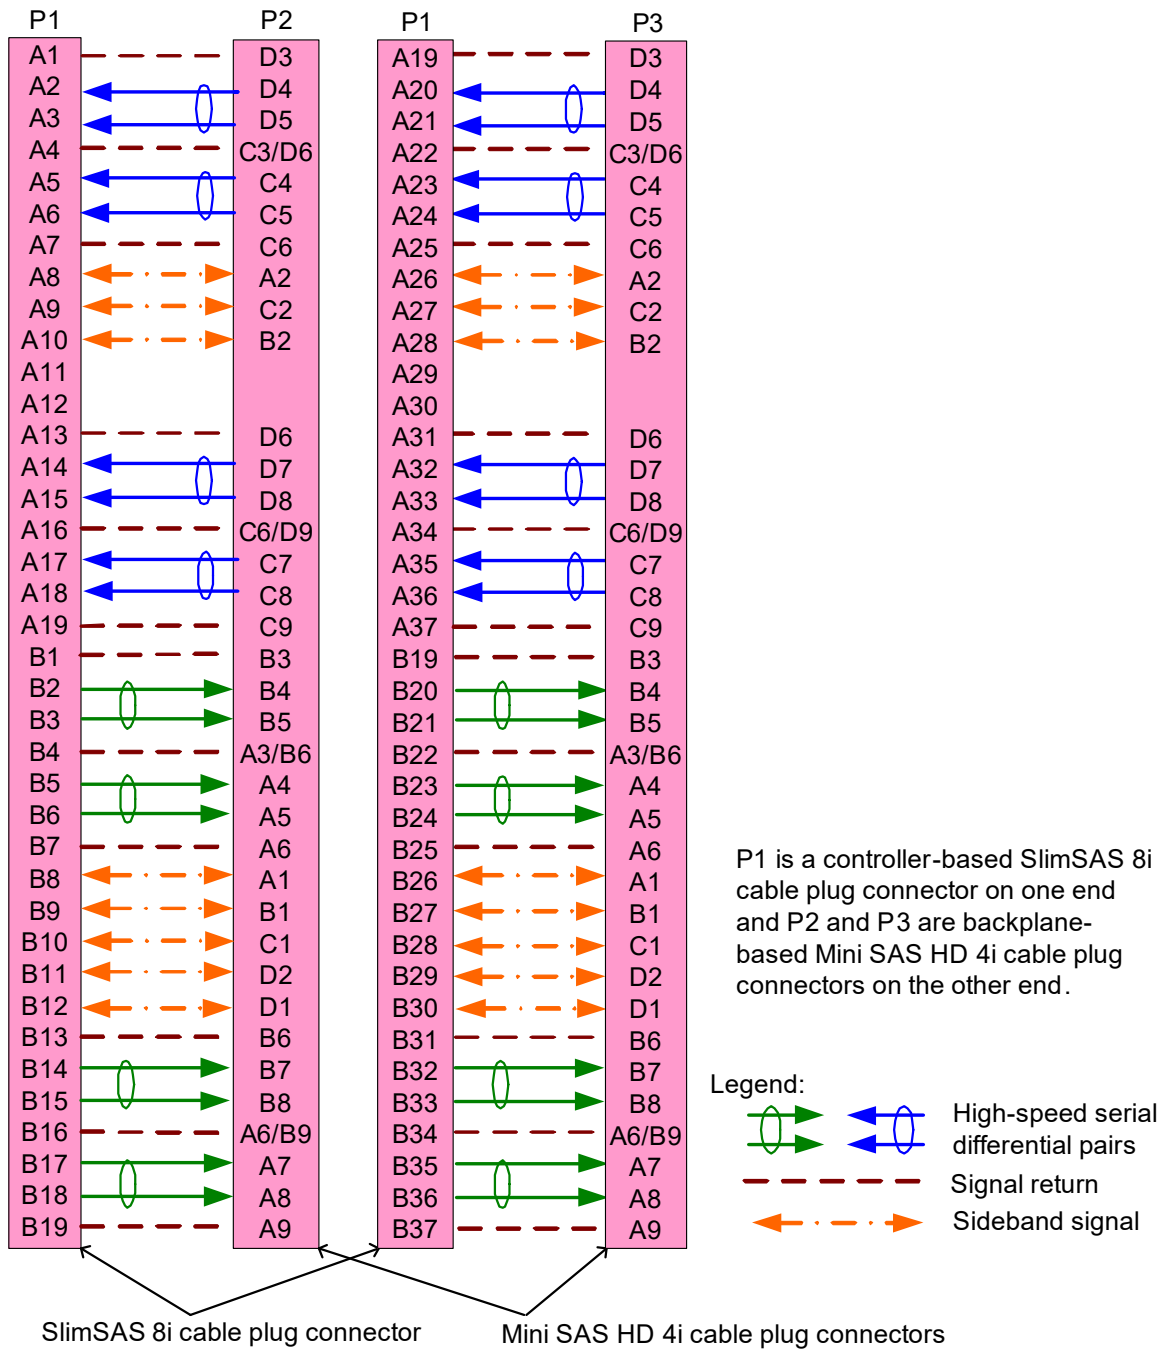 P1 P2 P1 P3
A1 D3 A19 D3
A2 D4 A20 D4
A3 D5 A21 D5
A4 C3/D6 A22 C3/D6
A5 C4 A23 C4
A6 C5 A24 C5
A7 C6 A25 C6
A8 A2 A26 A2
A9 C2 A27 C2
A10 B2 A28 B2
A11 A29
A12 A30
A13 D6 A31 D6
A14 D7 A32 D7
A15 D8 A33 D8
A16 C6/D9 A34 C6/D9
A17 C7 A35 C7
A18 C8 A36 C8
A19 C9 A37 C9
B1 B3 B19 B3
B2 B4 B20 B4
B3 B5 B21 B5
B4 A3/B6 B22 A3/B6
B5 A4 B23 A4
B6 A5 B24 A5
B7 A6 B25 A6
B8 A1 B26 A1
B9 B1 B27 B1
B10 C1 B28 C1
B11 D2 B29 D2
B12 D1 B30 D1
B13 B6 B31 B6
B14 B7 B32 B7
B15 B8 B33 B8
B16 A6/B9 B34 A6/B9
B17 A7 B35 A7
B18 A8 B36 A8
B19 A9 B37 A9
P1 is a controller-based SlimSAS 8i
cable plug connector on one end
and P2 and P3 are backplane-
based Mini SAS HD 4i cable plug
connectors on the other end.
Legend:
High-speed serial
differential pairs
Signal return
Sideband signal
SlimSAS 8i cable plug connector
Mini SAS HD 4i cable plug connectors